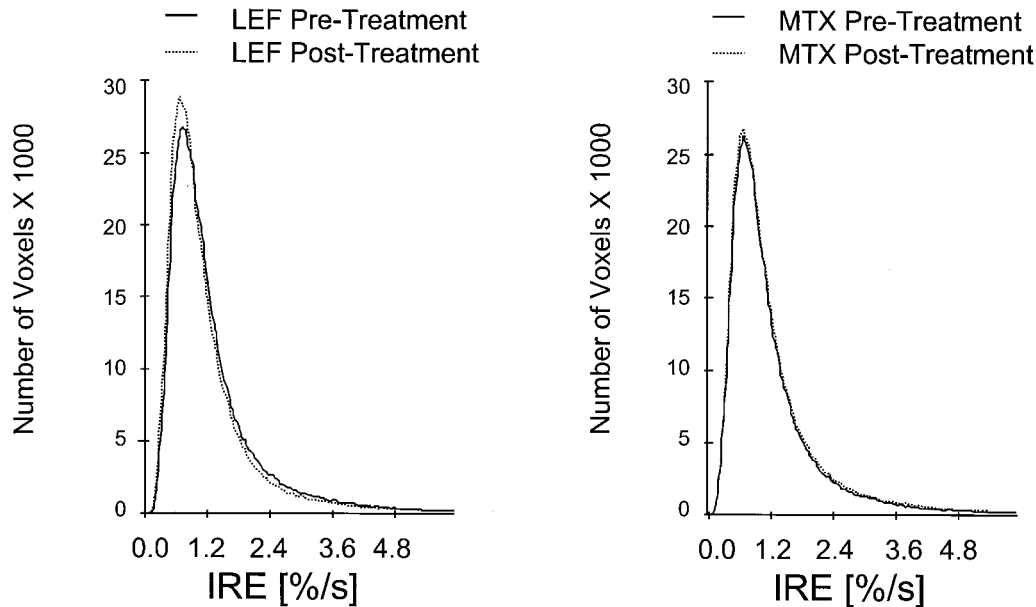 LEF Pre-Treatment
LEF Post-Treatment
Number of Voxels X 1000
30
25
20
15
10
5
0
0.0 1.2 2.4 3.6 4.8
IRE [%/s]
MTX Pre-Treatment
MTX Post-Treatment
Number of Voxels X 1000
30
25
20
15
10
5
0
0.0 1.2 2.4 3.6 4.8
IRE [%/s]